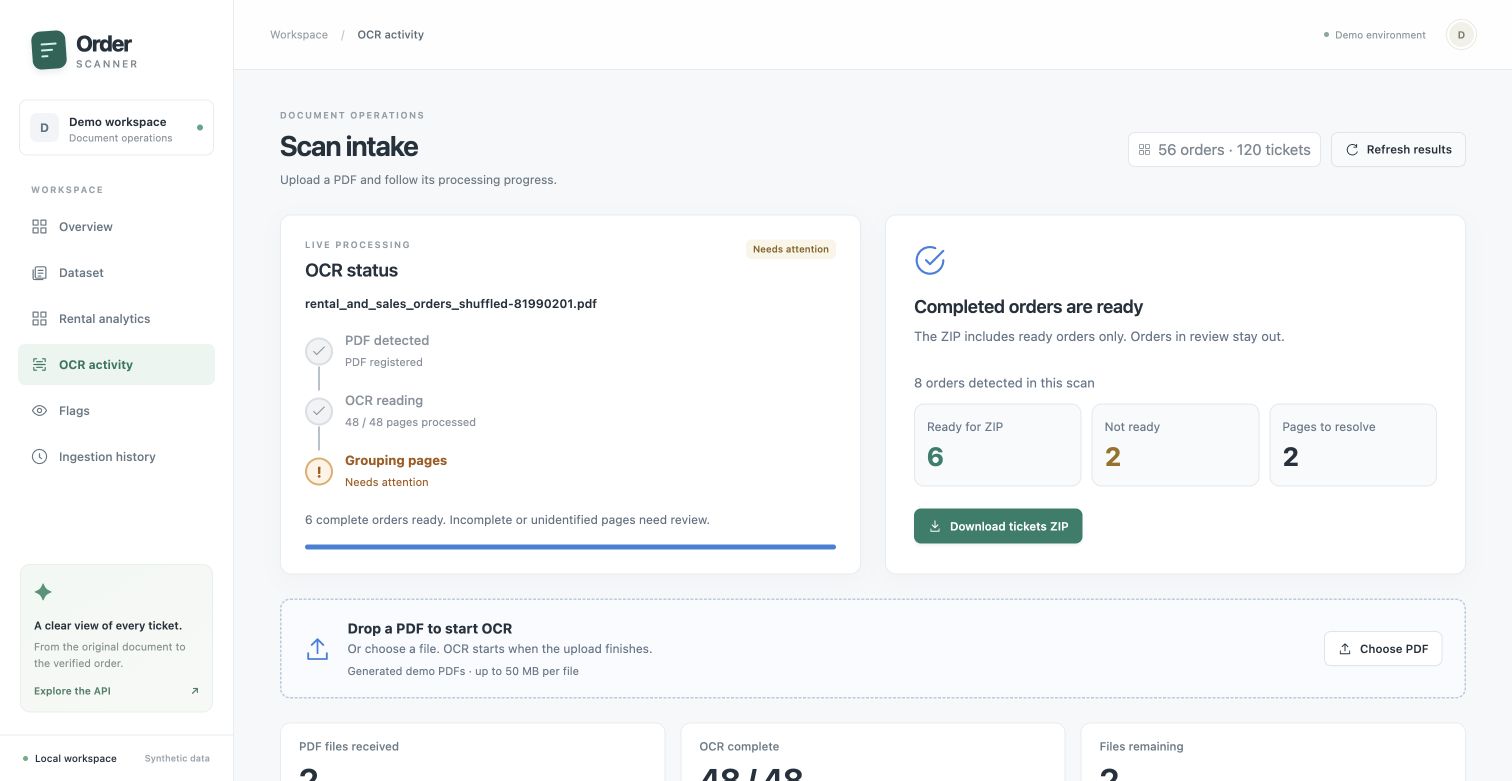 Order
SCANNER
D
Demo workspace
Document operations
WORKSPACE
Overview
Dataset
Rental analytics
OCR activity
Flags
Ingestion history
A clear view of every ticket.
From the original document to
the verified order.
Explore the API
Local workspace
Synthetic data
Workspace / OCR activity
Demo environment
D
DOCUMENT OPERATIONS
Scan intake
Upload a PDF and follow its processing progress.
56 orders · 120 tickets
Refresh results
LIVE PROCESSING
Needs attention
OCR status
rental_and_sales_orders_shuffled-81990201.pdf
PDF detected
PDF registered
OCR reading
48 / 48 pages processed
!
Grouping pages
Needs attention
6 complete orders ready. Incomplete or unidentified pages need review.
Completed orders are ready
The ZIP includes ready orders only. Orders in review stay out.
8 orders detected in this scan
Ready for ZIP
6
Not ready
2
Pages to resolve
2
Download tickets ZIP
Drop a PDF to start OCR
Or choose a file. OCR starts when the upload finishes.
Generated demo PDFs · up to 50 MB per file
Choose PDF
PDF files received
2
OCR complete
48 / 48
Files remaining
2